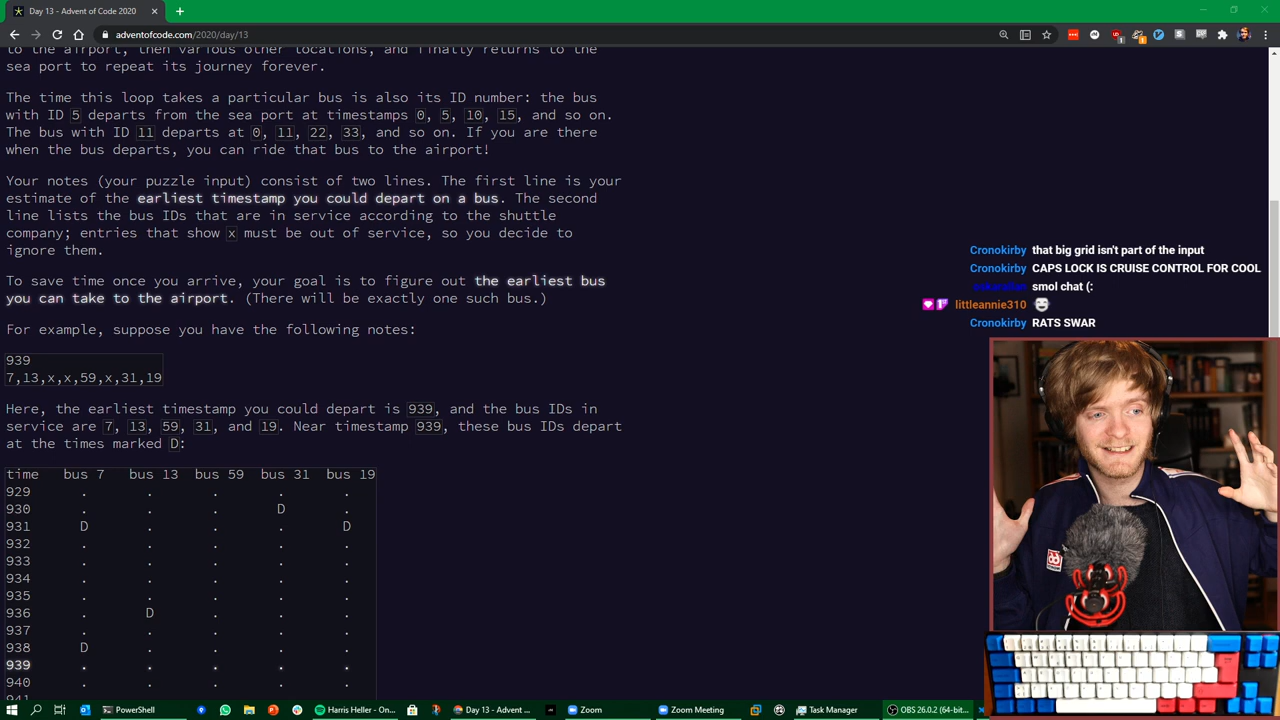 Day 13 - Advent of Code 2020
adventofcode.com/2020/day/13
to the airport, then various other locations, and finally returns to the
sea port to repeat its journey forever.
The time this loop takes a particular bus is also its ID number: the bus
with ID 5 departs from the sea port at timestamps 0, 5, 10, 15, and so on.
The bus with ID 11 departs at 0, 11, 22, 33, and so on. If you are there
when the bus departs, you can ride that bus to the airport!
Your notes (your puzzle input) consist of two lines. The first line is your
estimate of the earliest timestamp you could depart on a bus. The second
line lists the bus IDs that are in service according to the shuttle
company; entries that show x must be out of service, so you decide to
ignore them.
To save time once you arrive, your goal is to figure out the earliest bus
you can take to the airport. (There will be exactly one such bus.)
For example, suppose you have the following notes:
939
7,13,x,x,59,x,31,19
Here, the earliest timestamp you could depart is 939, and the bus IDs in
service are 7, 13, 59, 31, and 19. Near timestamp 939, these bus IDs depart
at the times marked D:
time bus 7 bus 13 bus 59 bus 31 bus 19
929 . . . . .
930 . . . D .
931 D . . . D
932 . . . . .
933 . . . . .
934 . . . . .
935 . . . . .
936 . D . . .
937 . . . . .
938 D . . . .
939 . . . . .
940 . . . . .
Cronokirby that big grid isn't part of the input
Cronokirby CAPS LOCK IS CRUISE CONTROL FOR COOL
smol chat (:
littleannie310
Cronokirby RATS SWAR
PowerShell
Harris Heller - On...
Day 13 - Advent ...
Zoom
Zoom Meeting
Task Manager
OBS 26.0.2 (64-bit...